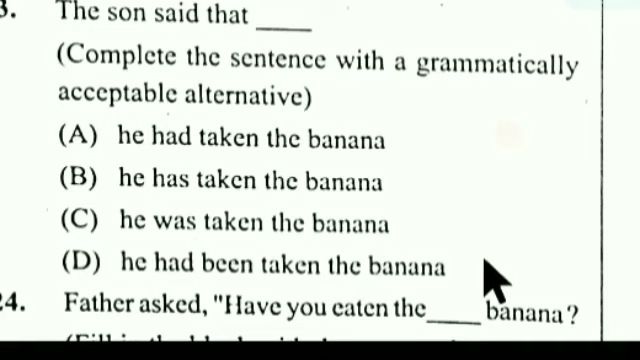 3. The son said that ____
(Complete the sentence with a grammatically
acceptable alternative)
(A) he had taken the banana
(B) he has taken the banana
(C) he was taken the banana
(D) he had been taken the banana
24. Father asked, "Have you eaten the____ banana?